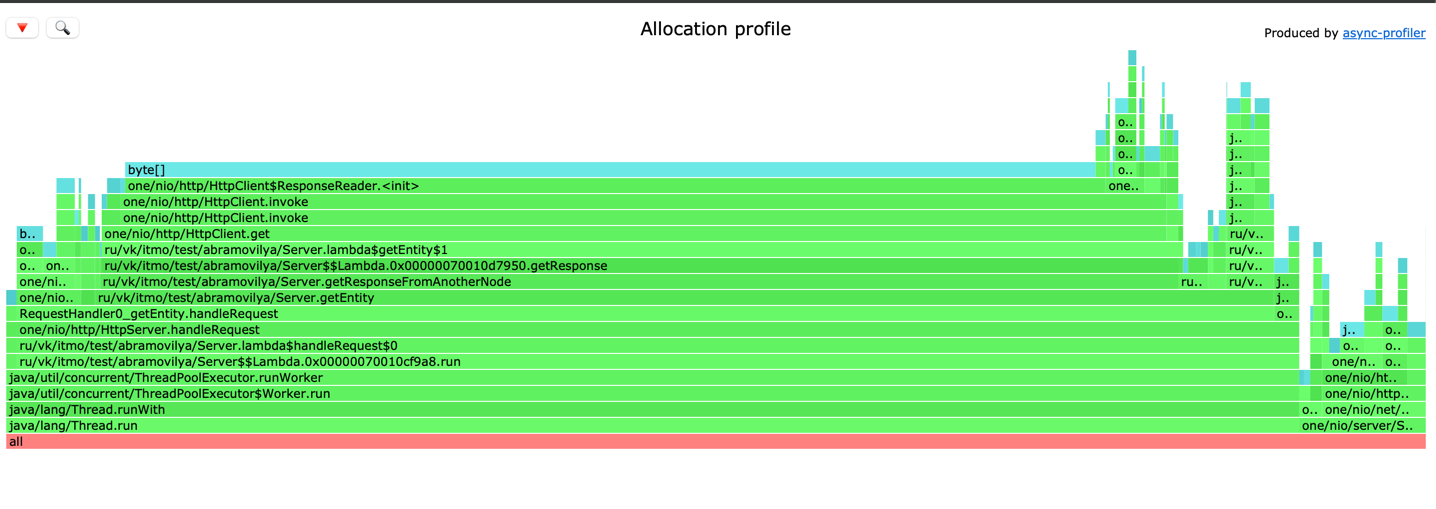 Allocation profile
Produced by async-profiler
o..
o.. j..
o.. j..
byte[] o.. j..
one/nio/http/HttpClient$ResponseReader.<init> one.. j..
one/nio/http/HttpClient.invoke j..
one/nio/http/HttpClient.invoke j..
b.. one/nio/http/HttpClient.get ru/v..
o.. ru/vk/itmo/test/abramovilya/Server.lambda$getEntity$1 ru/v..
o.. on.. ru/vk/itmo/test/abramovilya/Server$$Lambda.0x00000070010d7950.getResponse ru/v..
one/ni.. ru/vk/itmo/test/abramovilya/Server.getResponseFromAnotherNode ru.. ru/v.. j..
one/nio.. ru/vk/itmo/test/abramovilya/Server.getEntity j..
RequestHandler0_getEntity.handleRequest o..
one/nio/http/HttpServer.handleRequest j.. o..
ru/vk/itmo/test/abramovilya/Server.lambda$handleRequest$0 o.. o..
ru/vk/itmo/test/abramovilya/Server$$Lambda.0x00000070010cf9a8.run one/n.. o..
java/util/concurrent/ThreadPoolExecutor.runWorker one/nio/ht..
java/util/concurrent/ThreadPoolExecutor$Worker.run one/nio/http..
java/lang/Thread.runWith o.. one/nio/net/..
java/lang/Thread.run one/nio/server/S..
all